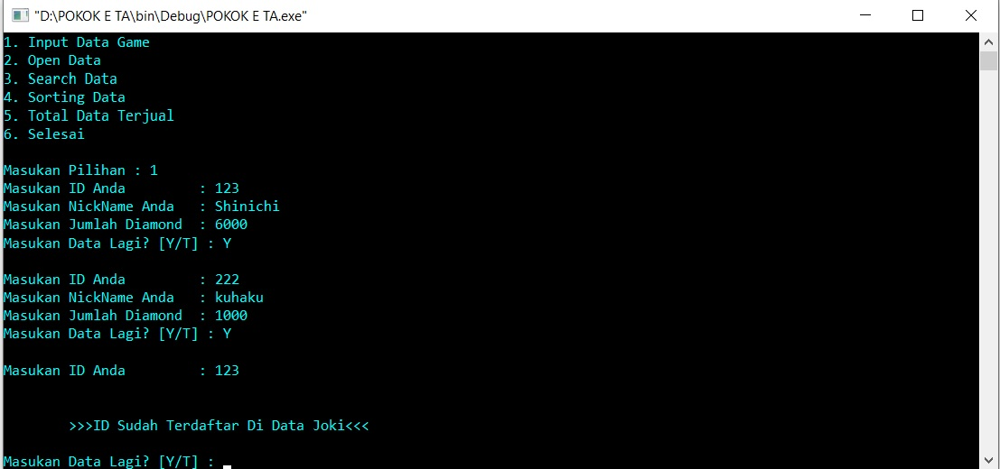 "D:\POKOK E TA\bin\Debug\POKOK E TA.exe"
1. Input Data Game
2. Open Data
3. Search Data
4. Sorting Data
5. Total Data Terjual
6. Selesai
Masukan Pilihan : 1
Masukan ID Anda         : 123
Masukan NickName Anda   : Shinichi
Masukan Jumlah Diamond  : 6000
Masukan Data Lagi? [Y/T] : Y
Masukan ID Anda         : 222
Masukan NickName Anda   : kuhaku
Masukan Jumlah Diamond  : 1000
Masukan Data Lagi? [Y/T] : Y
Masukan ID Anda         : 123
>>>ID Sudah Terdaftar Di Data Joki<<<
Masukan Data Lagi? [Y/T] :